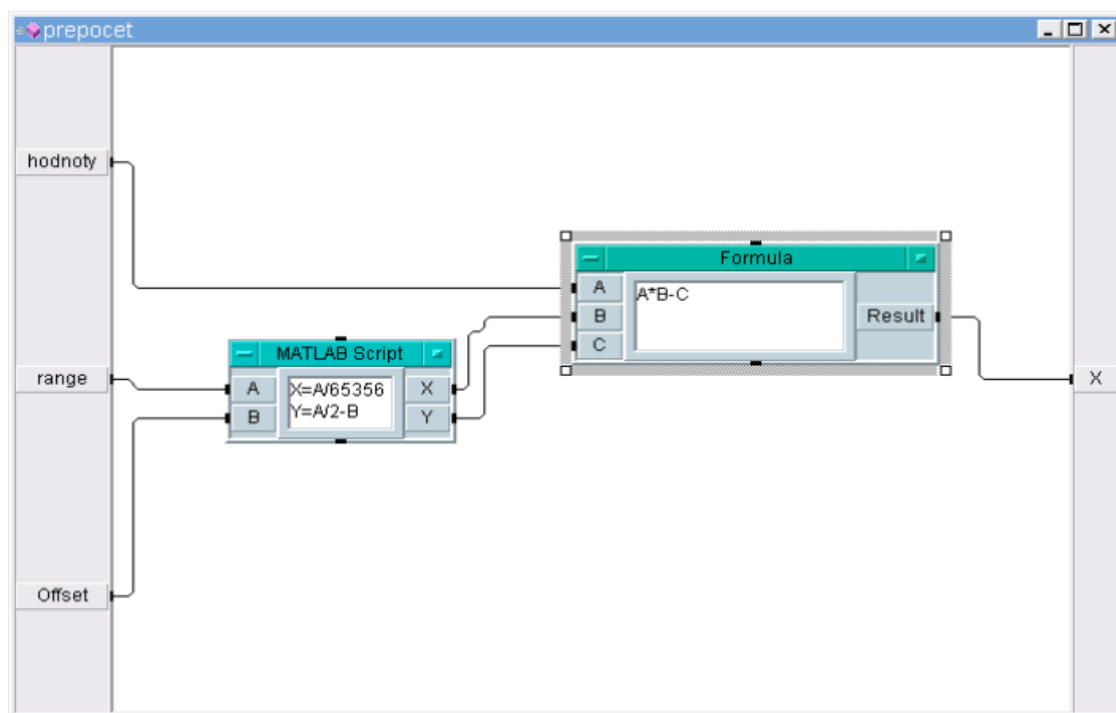 prepocet
hodnoty
range
Offset
MATLAB Script
A
B
X=A/65356
Y=A/2-B
X
Y
Formula
A
B
C
A*B-C
Result
X